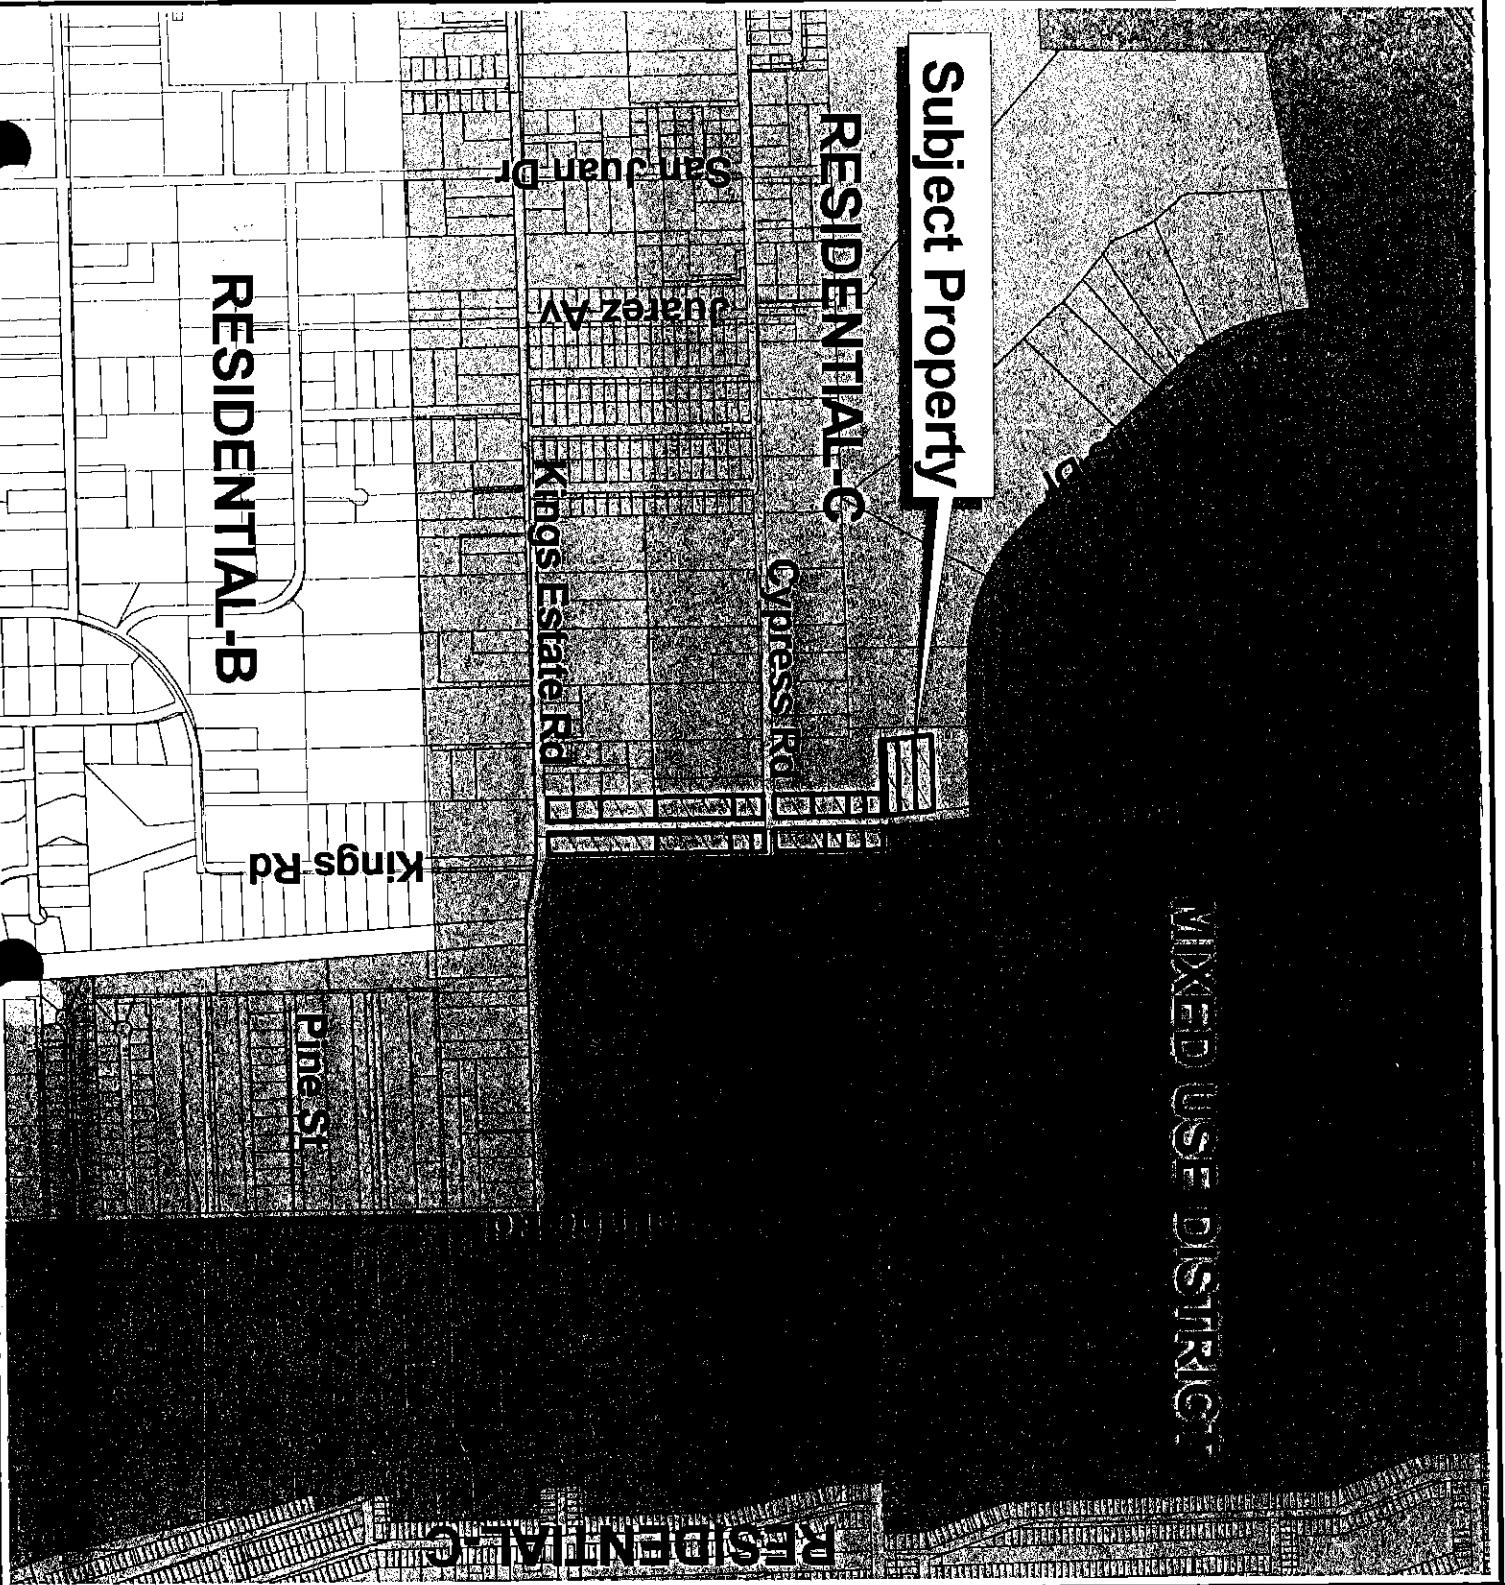 Subject Property
RESIDENTIAL-C
San Juan Dr
Juarez Av
RESIDENTIAL-B
Kings Estate Rd
Cypress Rd
Kings Rd
MIXED USE DISTRICT
Pine St
RESIDENTIAL-C
Dr